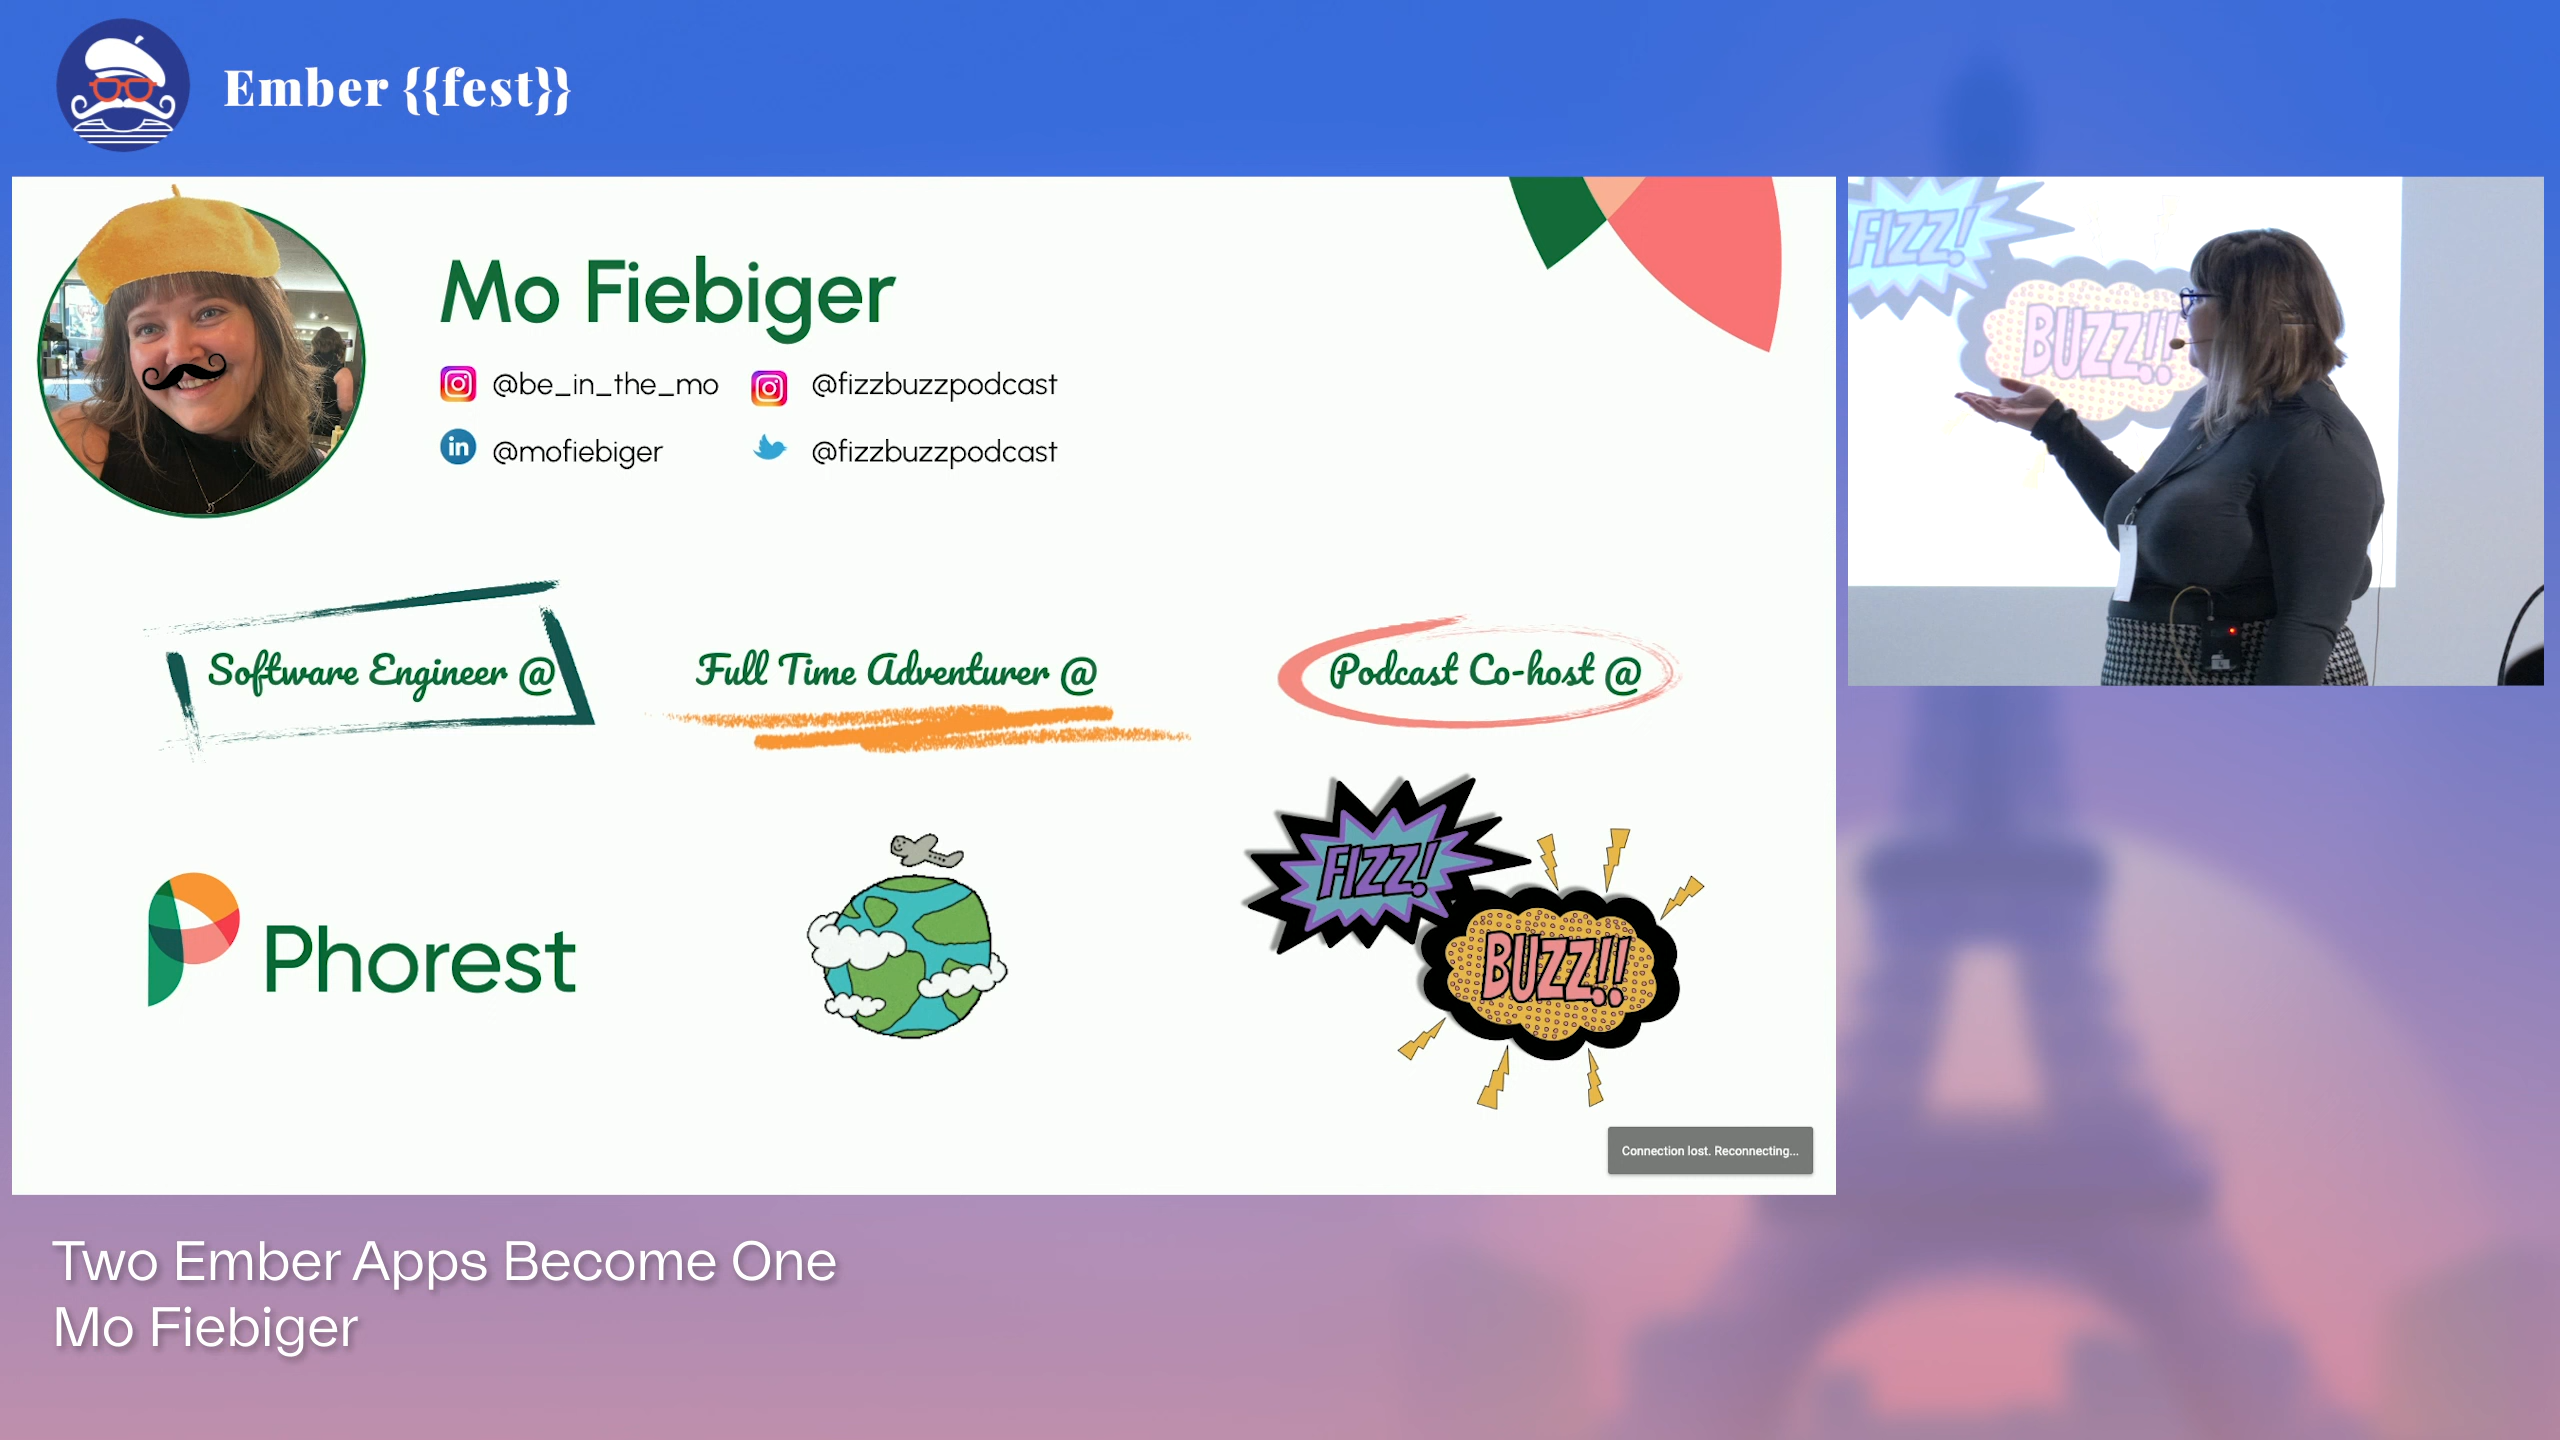 Ember {{fest}}
Mo Fiebiger
@be_in_the_mo @fizzbuzzpodcast
in @mofiebiger @fizzbuzzpodcast
Software Engineer @ Full Time Adventurer @ Podcast Co-host @
Phorest
FIZZ!
BUZZ!!
Connection lost. Reconnecting...
FIZZ!
BUZZ!!
Two Ember Apps Become One
Mo Fiebiger